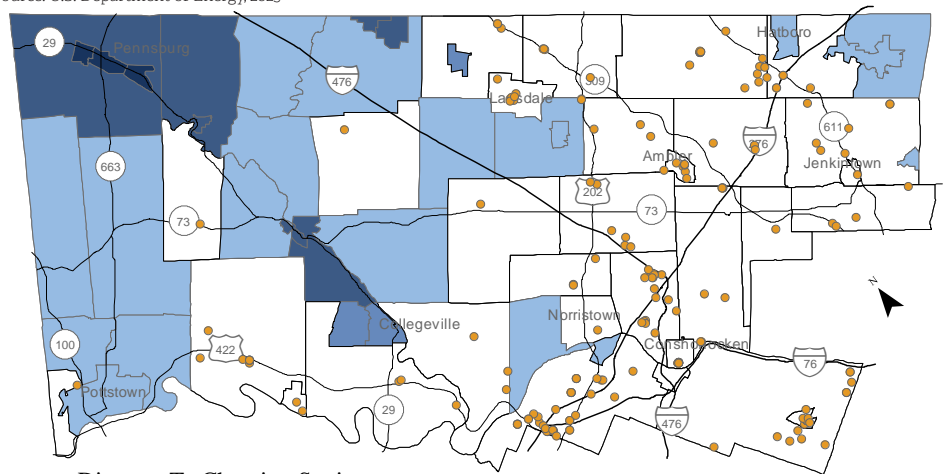 29
Pennsburg
Hatboro
476
309
Lansdale
611
276
Ambler
Jenkintown
663
202
73
73
Norristown
Collegeville
Conshohocken
100
422
76
Pottstown
29
476
N